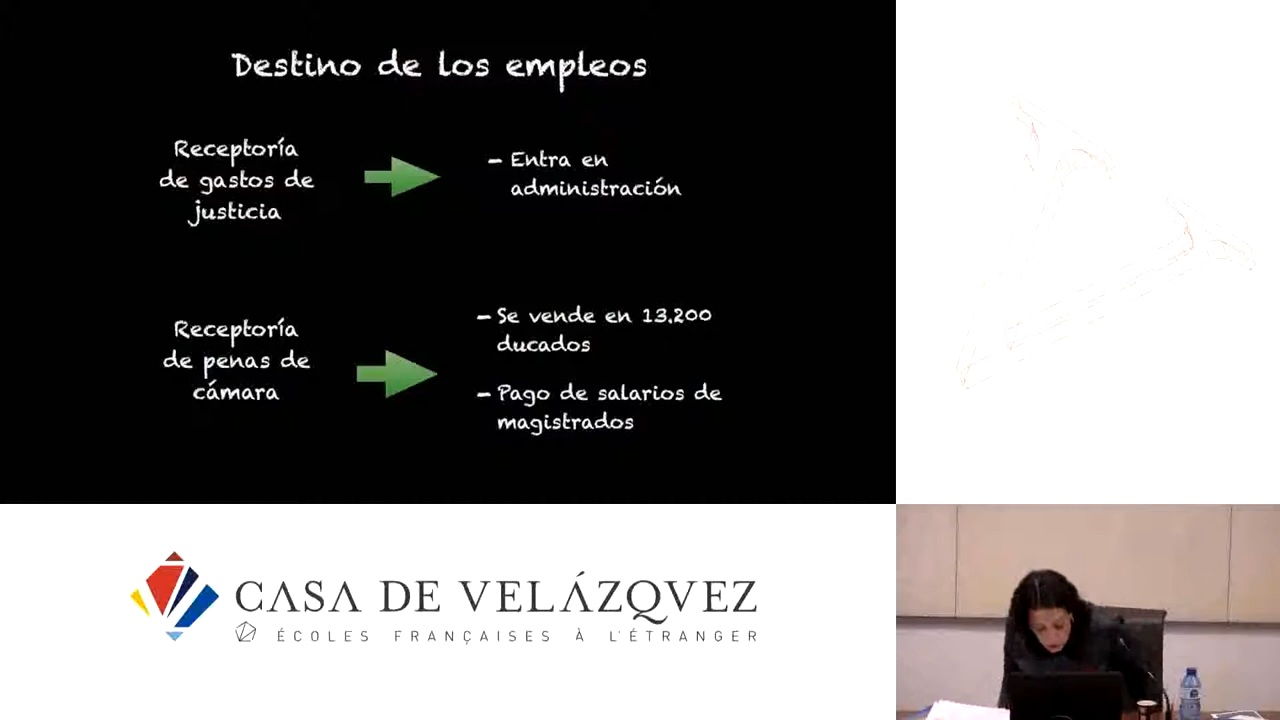 Destino de los empleos
Receptoría
de gastos de
justicia
- Entra en
administración
Receptoría
de penas de
cámara
- Se vende en 13.200
ducados
- Pago de salarios de
magistrados
CASA DE VELÁZQVEZ
ÉCOLES FRANÇAISES À L'ÉTRANGER